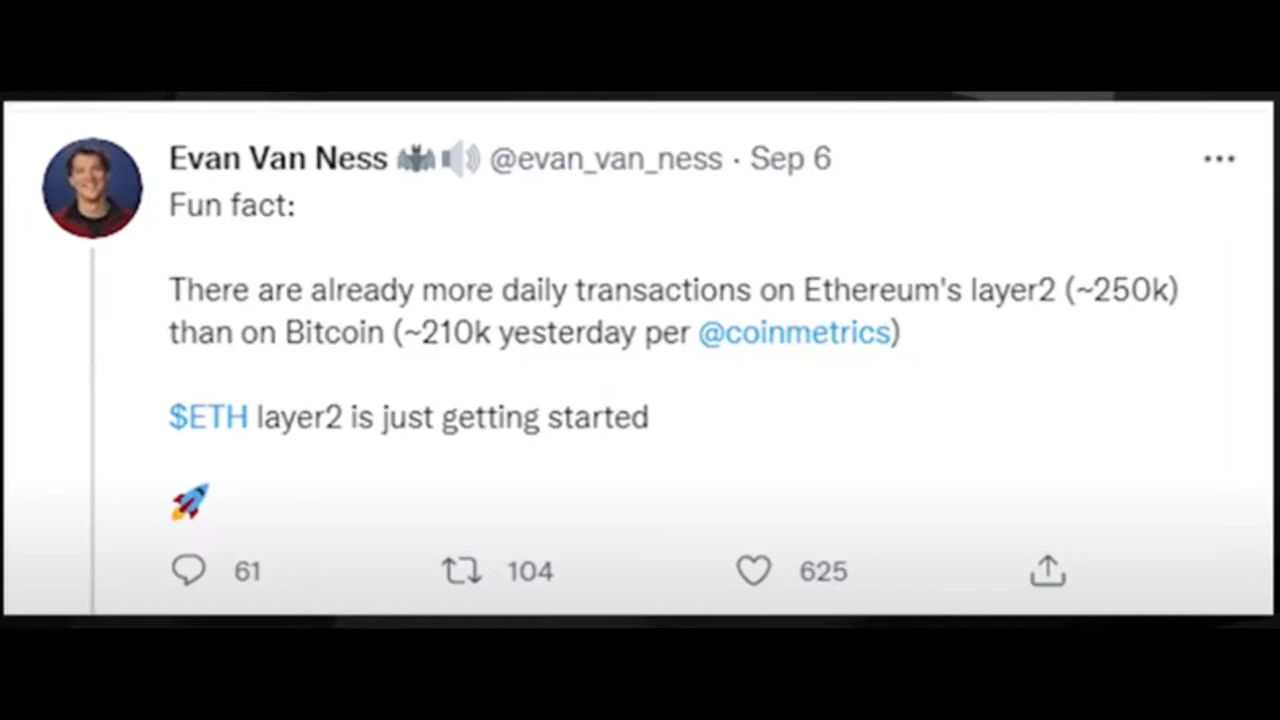 Evan Van Ness 🦇🔊 @evan_van_ness · Sep 6
Fun fact:
There are already more daily transactions on Ethereum's layer2 (~250k)
than on Bitcoin (~210k yesterday per @coinmetrics)
$ETH layer2 is just getting started
🚀
61 104 625